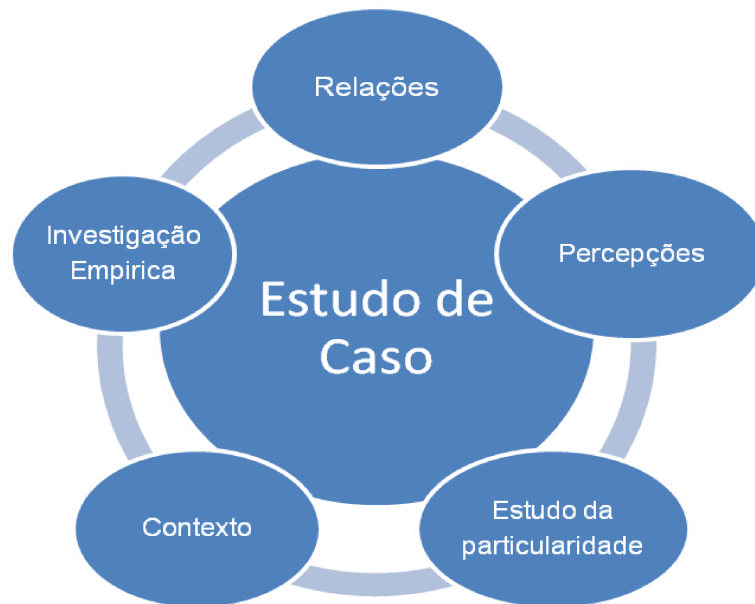 Relações
Investigação
Empirica
Percepções
Estudo de
Caso
Contexto
Estudo da
particularidade